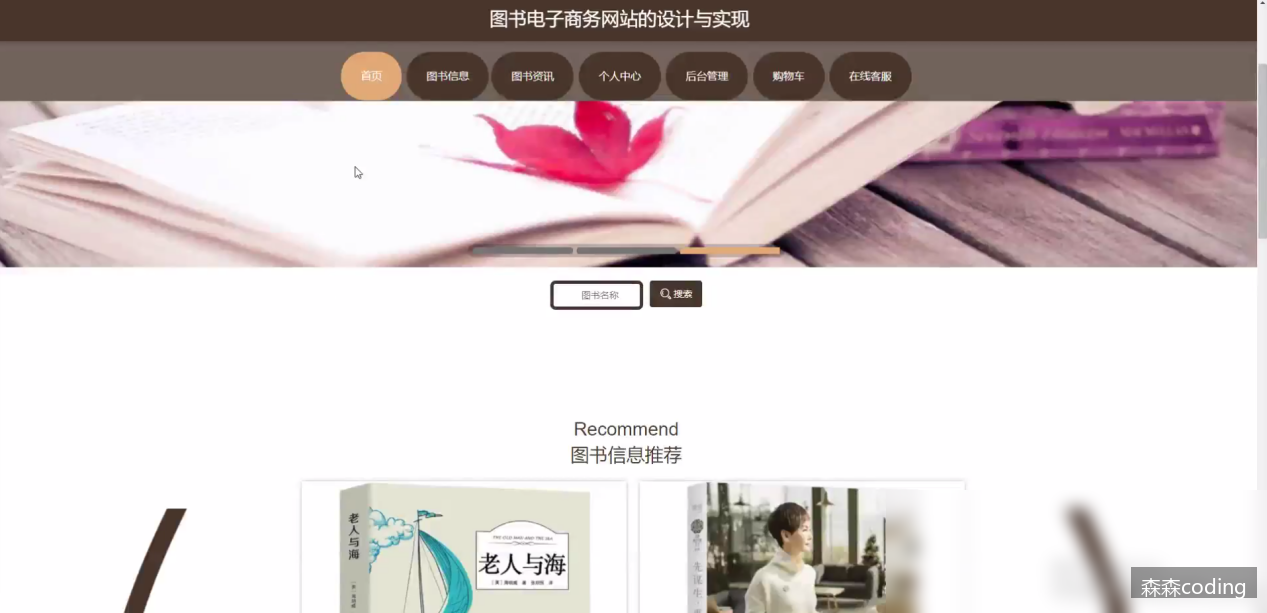 图书电子商务网站的设计与实现
首页
图书信息
图书资讯
个人中心
后台管理
购物车
在线客服
图书名称
搜索
Recommend
图书信息推荐
老人与海
THE OLD MAN AND THE SEA
老人与海
森森coding